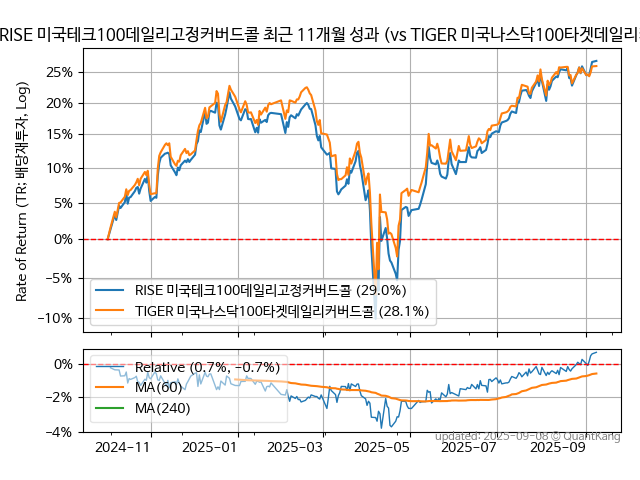 RISE 미국테크100데일리고정커버드콜 최근 11개월 성과 (vs TIGER 미국나스닥100타겟데일리
Rate of Return (TR: 배당재투자, Log)
25%
20%
15%
10%
5%
0%
−5%
−10%
RISE 미국테크100데일리고정커버드콜 (29.0%)
TIGER 미국나스닥100타겟데일리커버드콜 (28.1%)
0%
−2%
−4%
Relative (0.7%, −0.7%)
MA(60)
MA(240)
2024−11 2025−01 2025−03 2025−05 2025−07 2025−09
updated: 2025−09−08 © QuantKang